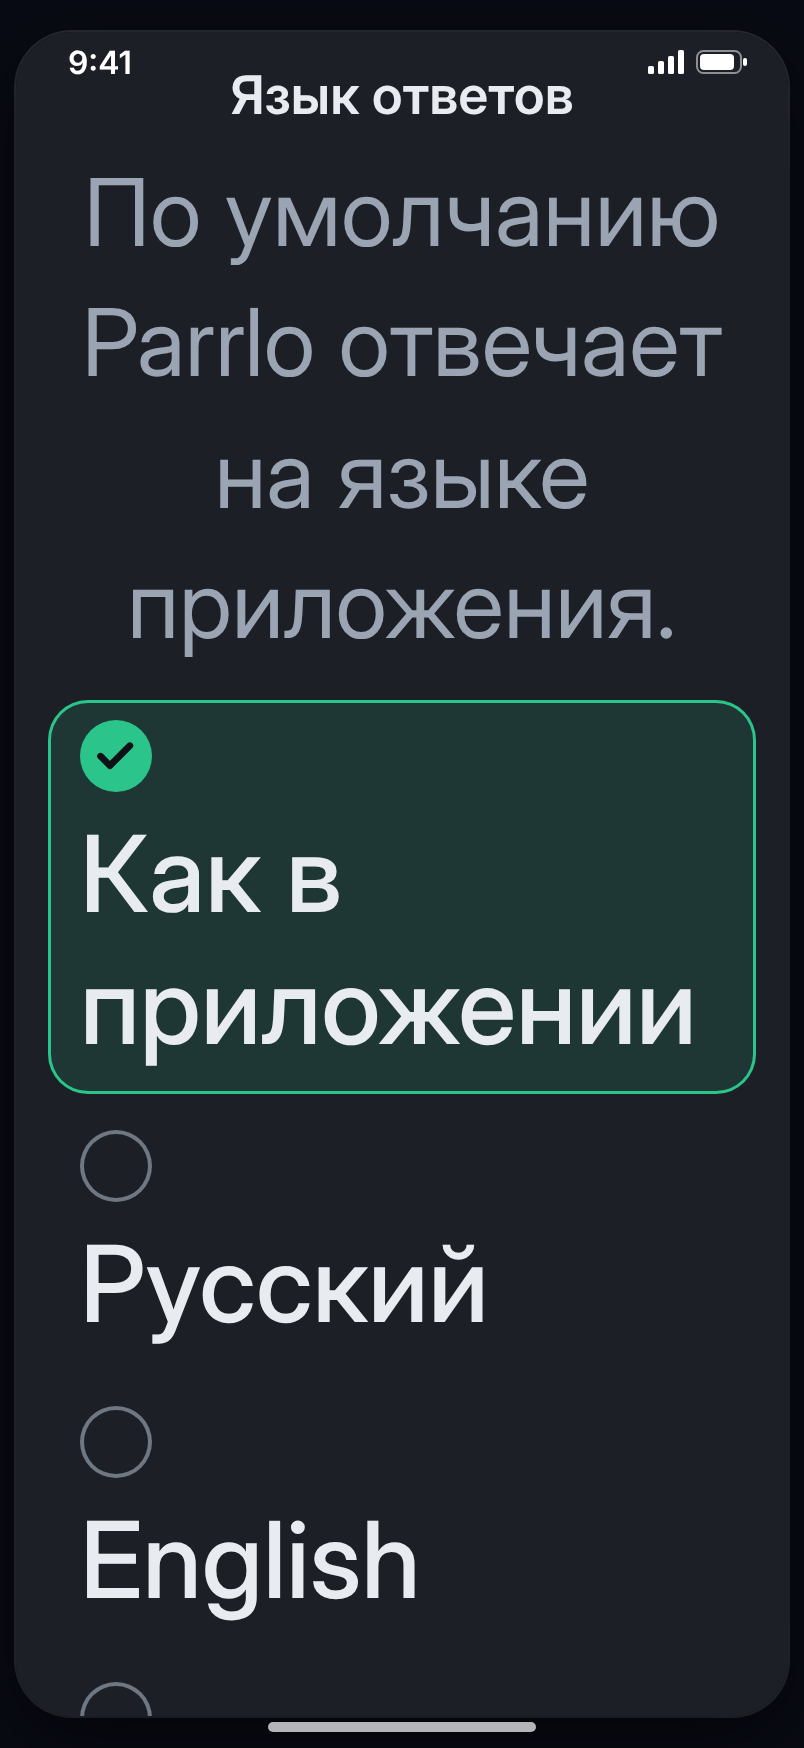 9:41
Язык ответов
По умолчанию
Parrlo отвечает
на языке
приложения.
Как в
приложении
Русский
English